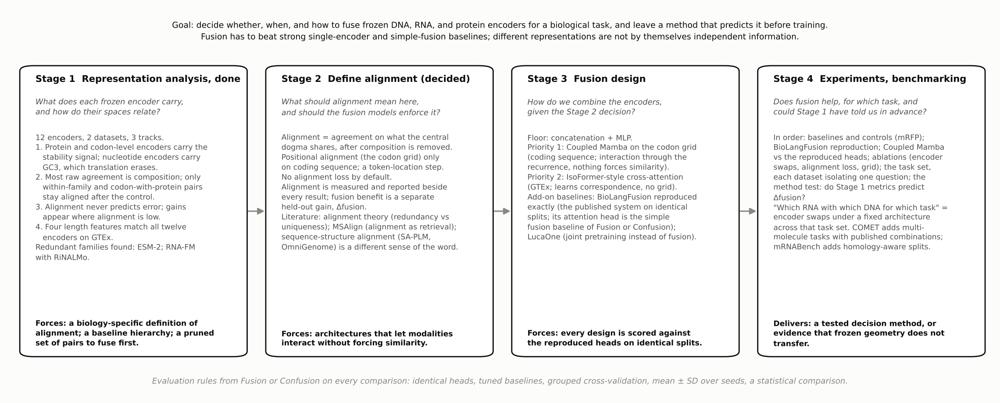 Goal: decide whether, when, and how to fuse frozen DNA, RNA, and protein encoders for a biological task, and leave a method that predicts it before training.
Fusion has to beat strong single-encoder and simple-fusion baselines; different representations are not by themselves independent information.
Stage 1  Representation analysis, done
What does each frozen encoder carry,
and how do their spaces relate?
12 encoders, 2 datasets, 3 tracks.
1. Protein and codon-level encoders carry the
stability signal; nucleotide encoders carry
GC3, which translation erases.
2. Most raw agreement is composition; only
within-family and codon-with-protein pairs
stay aligned after the control.
3. Alignment never predicts error; gains
appear where alignment is low.
4. Four length features match all twelve
encoders on GTEx.
Redundant families found: ESM-2; RNA-FM
with RiNALMo.
Forces: a biology-specific definition of
alignment; a baseline hierarchy; a pruned
set of pairs to fuse first.
Stage 2  Define alignment (decided)
What should alignment mean here,
and should the fusion models enforce it?
Alignment = agreement on what the central
dogma shares, after composition is removed.
Positional alignment (the codon grid) only
on coding sequence; a token-location step.
No alignment loss by default.
Alignment is measured and reported beside
every result; fusion benefit is a separate
held-out gain, Δfusion.
Literature: alignment theory (redundancy vs
uniqueness); MSAlign (alignment as retrieval);
sequence-structure alignment (SA-PLM,
OmniGenome) is a different sense of the word.
Forces: architectures that let modalities
interact without forcing similarity.
Stage 3  Fusion design
How do we combine the encoders,
given the Stage 2 decision?
Floor: concatenation + MLP.
Priority 1: Coupled Mamba on the codon grid
(coding sequence; interaction through the
recurrence, nothing forces similarity).
Priority 2: IsoFormer-style cross-attention
(GTEx; learns correspondence, no grid).
Add-on baselines: BioLangFusion reproduced
exactly (the published system on identical
splits; its attention head is the simple
fusion baseline of Fusion or Confusion);
LucaOne (joint pretraining instead of fusion).
Forces: every design is scored against
the reproduced heads on identical splits.
Stage 4  Experiments, benchmarking
Does fusion help, for which task, and
could Stage 1 have told us in advance?
In order: baselines and controls (mRFP);
BioLangFusion reproduction; Coupled Mamba
vs the reproduced heads; ablations (encoder
swaps, alignment loss, grid); the task set,
each dataset isolating one question; the
method test: do Stage 1 metrics predict
Δfusion?
"Which RNA with which DNA for which task" =
encoder swaps under a fixed architecture
across that task set. COMET adds multi-
molecule tasks with published combinations;
mRNABench adds homology-aware splits.
Delivers: a tested decision method, or
evidence that frozen geometry does not
transfer.
Evaluation rules from Fusion or Confusion on every comparison: identical heads, tuned baselines, grouped cross-validation, mean ± SD over seeds, a statistical comparison.